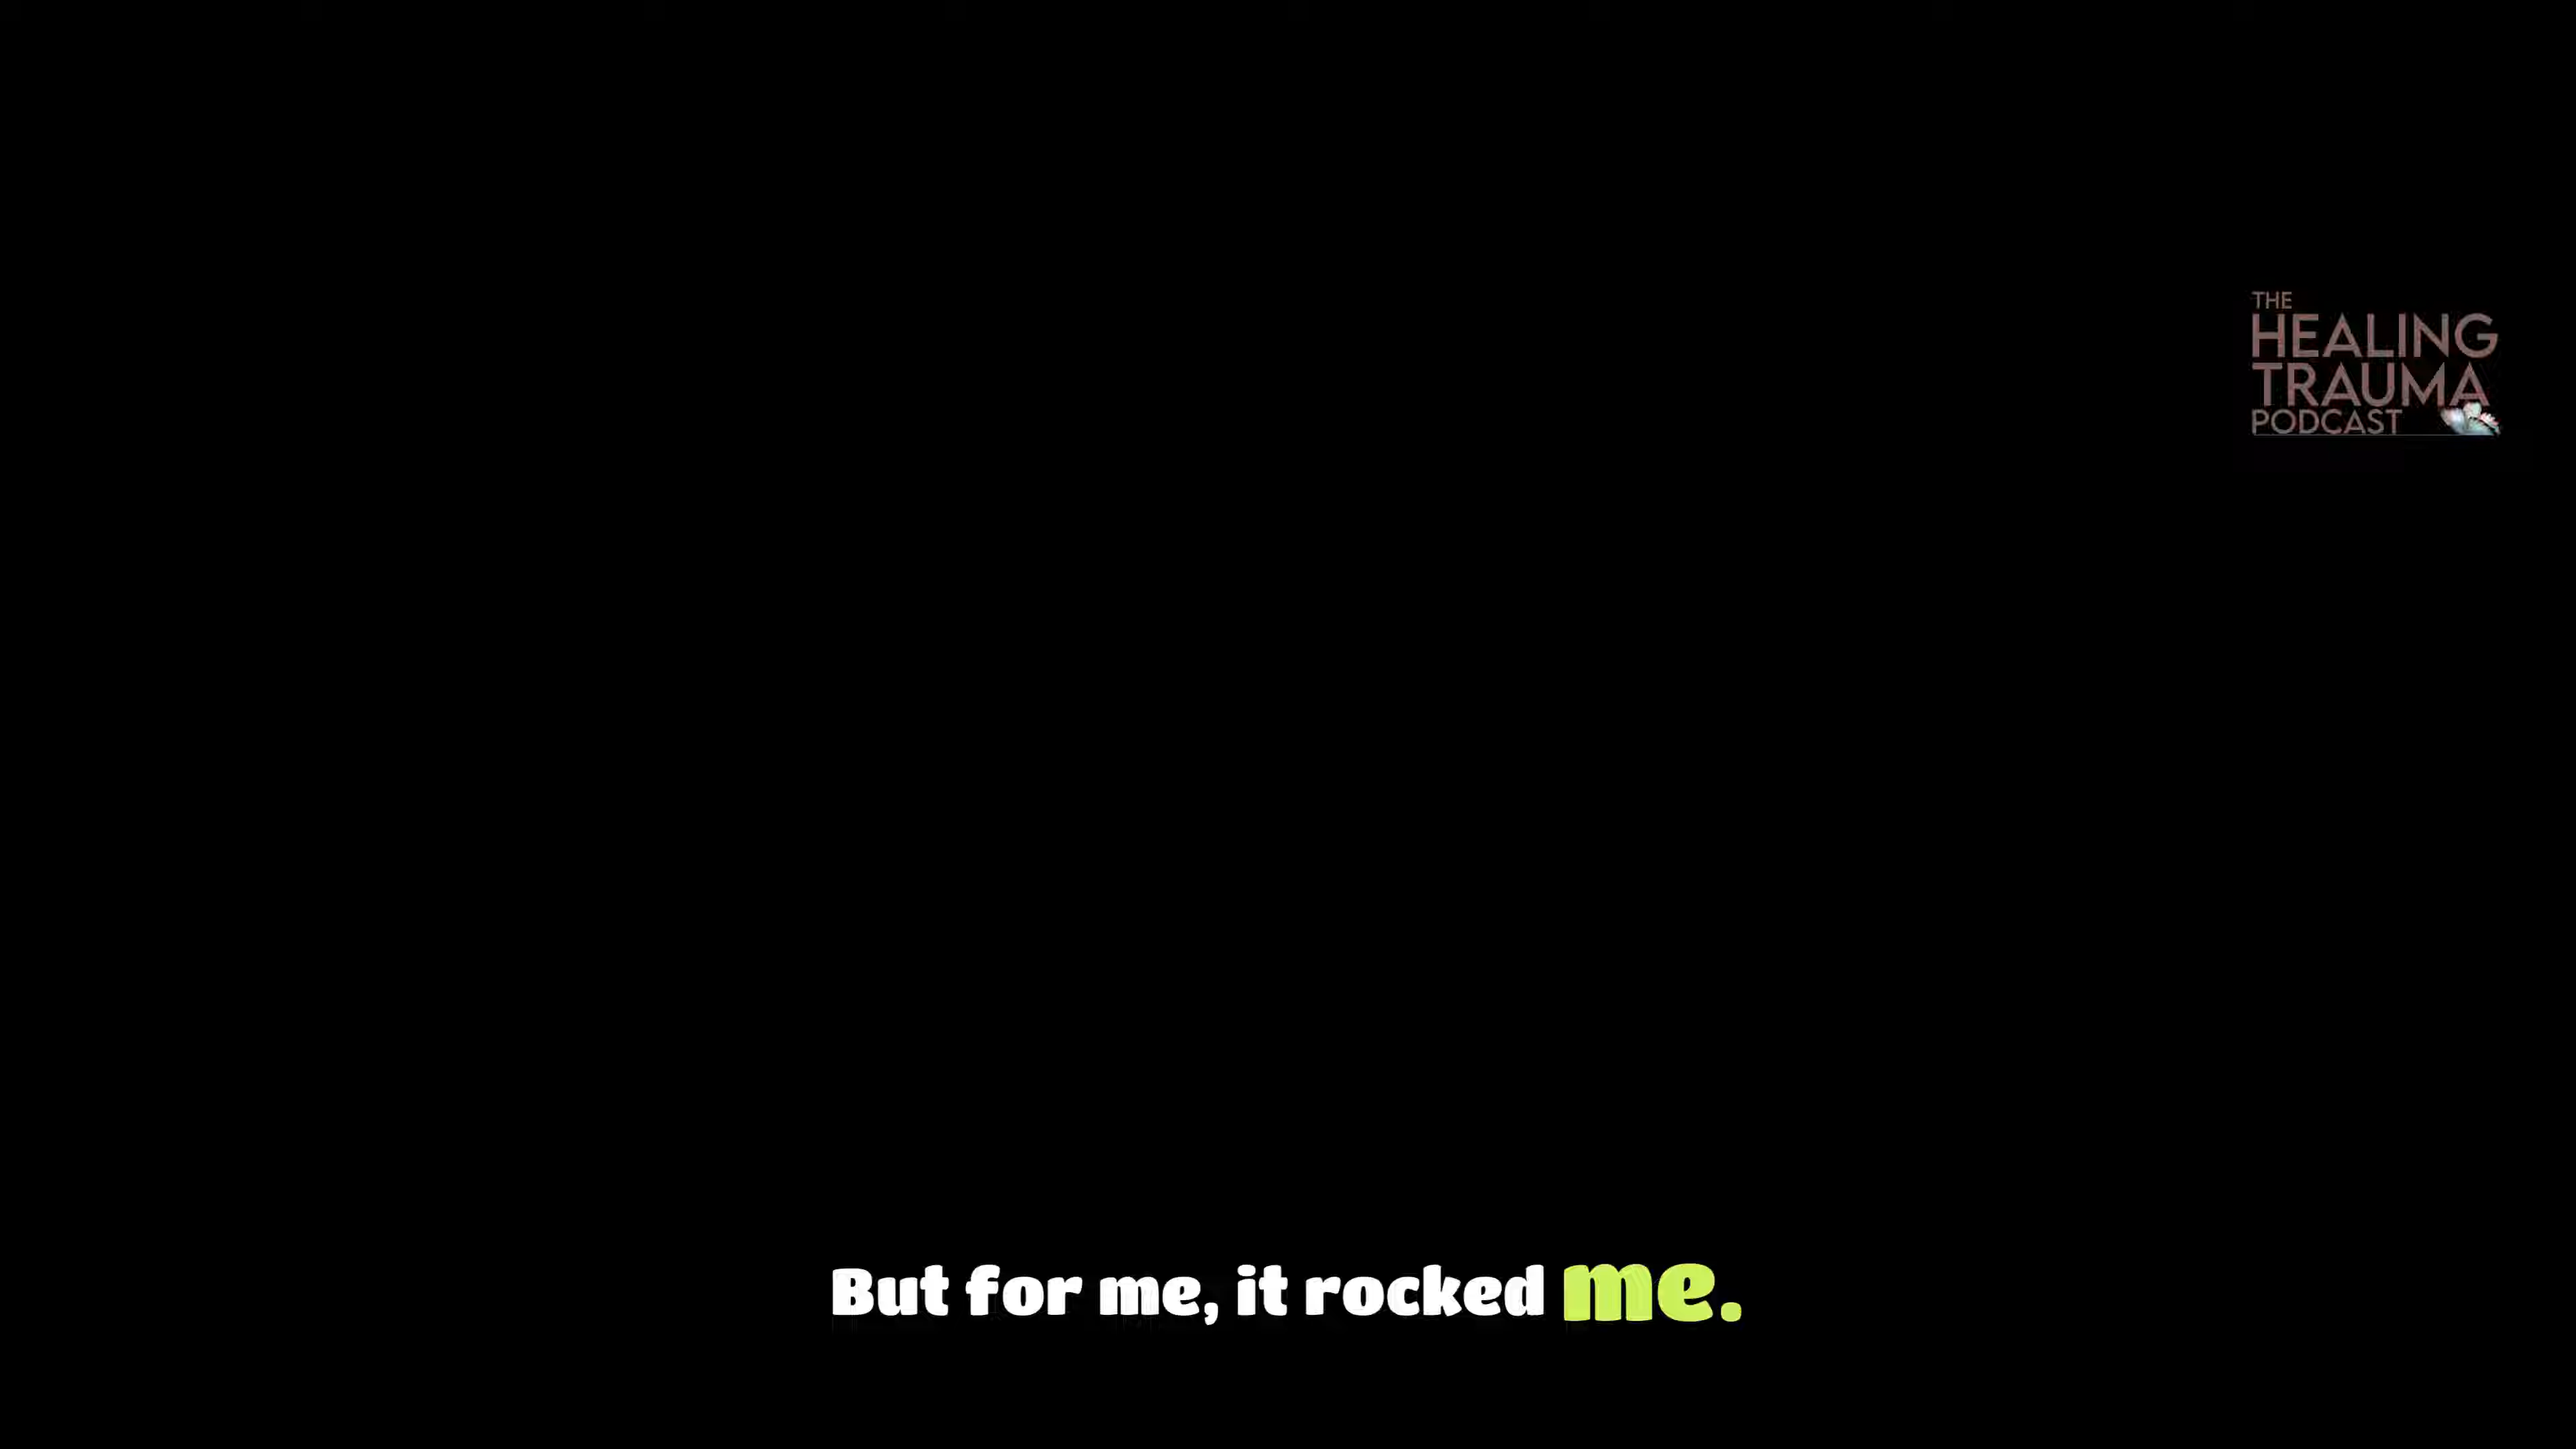 THE
HEALING
TRAUMA
PODCAST
But for me, it rocked me.